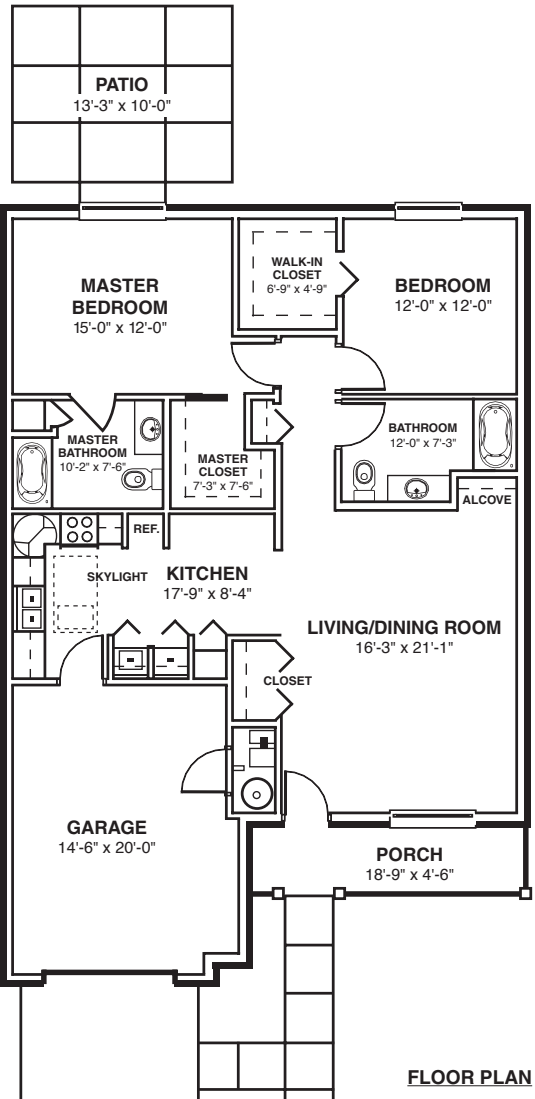 PATIO
13'-3" x 10'-0"
MASTER
BEDROOM
15'-0" x 12'-0"
WALK-IN
CLOSET
6'-9" x 4'-9"
BEDROOM
12'-0" x 12'-0"
MASTER
BATHROOM
10'-2" x 7'-6"
MASTER
CLOSET
7'-3" x 7'-6"
BATHROOM
12'-0" x 7'-3"
ALCOVE
REF.
SKYLIGHT
KITCHEN
17'-9" x 8'-4"
LIVING/DINING ROOM
16'-3" x 21'-1"
CLOSET
GARAGE
14'-6" x 20'-0"
PORCH
18'-9" x 4'-6"
FLOOR PLAN